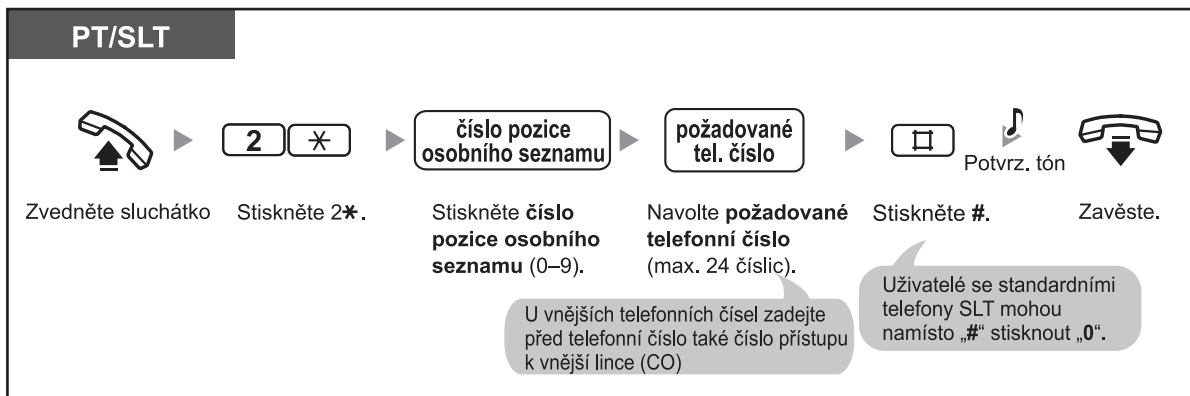 PT/SLT
2 ✱
číslo pozice
osobního seznamu
požadované
tel. číslo
#
Potvrz. tón
Zvedněte sluchátko
Stiskněte 2✱.
Stiskněte číslo
pozice osobního
seznamu (0–9).
Navolte požadované
telefonní číslo
(max. 24 číslic).
Stiskněte #.
Zavěste.
U vnějších telefonních čísel zadejte
před telefonní číslo také číslo přístupu
k vnější lince (CO)
Uživatelé se standardními
telefony SLT mohou
namísto „#“ stisknout „0“.